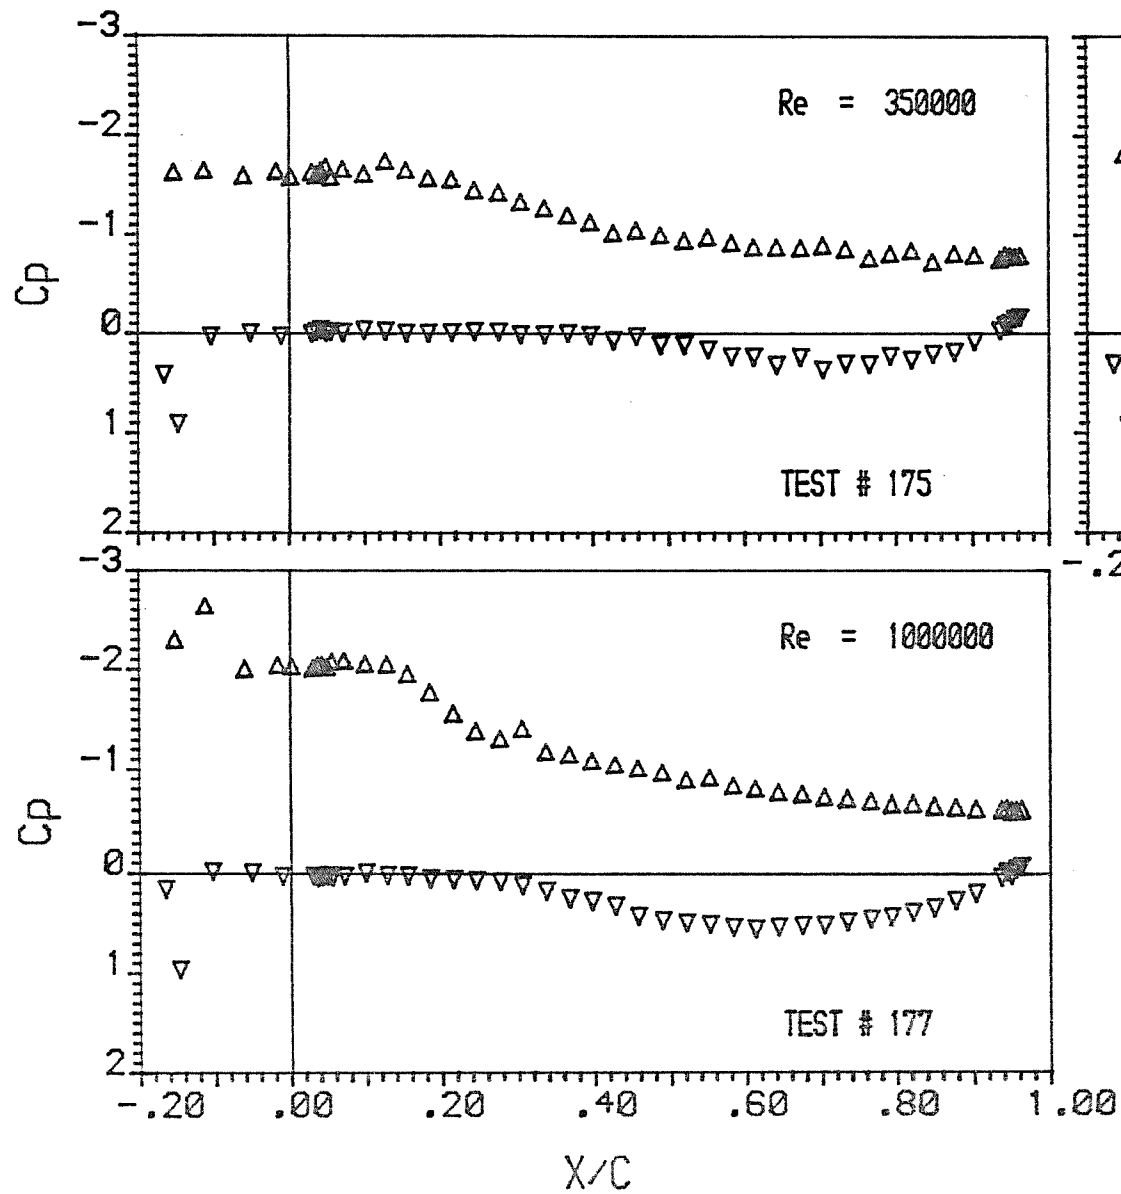 -3
-2
-1
0
1
2
Cp
Re = 350000
TEST # 175
-.2
-3
-2
-1
0
1
2
Cp
Re = 1000000
TEST # 177
-.20 .00 .20 .40 .60 .80 1.00
X/C